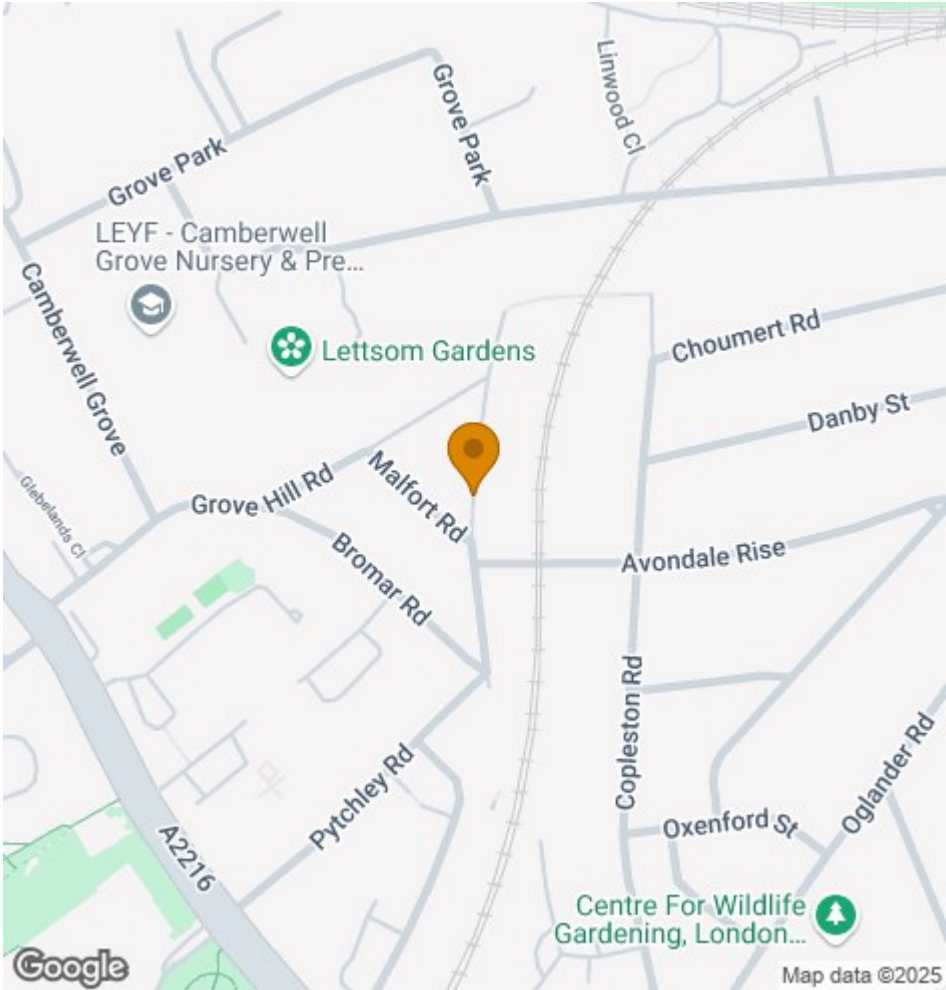 Linwood Cl
Grove Park
Grove Park
LEYF - Camberwell
Grove Nursery & Pre...
Camberwell Grove
Lettsom Gardens
Choumert Rd
Danby St
Grove Hill Rd
Malfort Rd
Glebelands Cl
Bromar Rd
Avondale Rise
Copleston Rd
Pytchley Rd
Oxenford St
Oglander Rd
A2216
Centre For Wildlife
Gardening, London...
Google
Map data ©2025